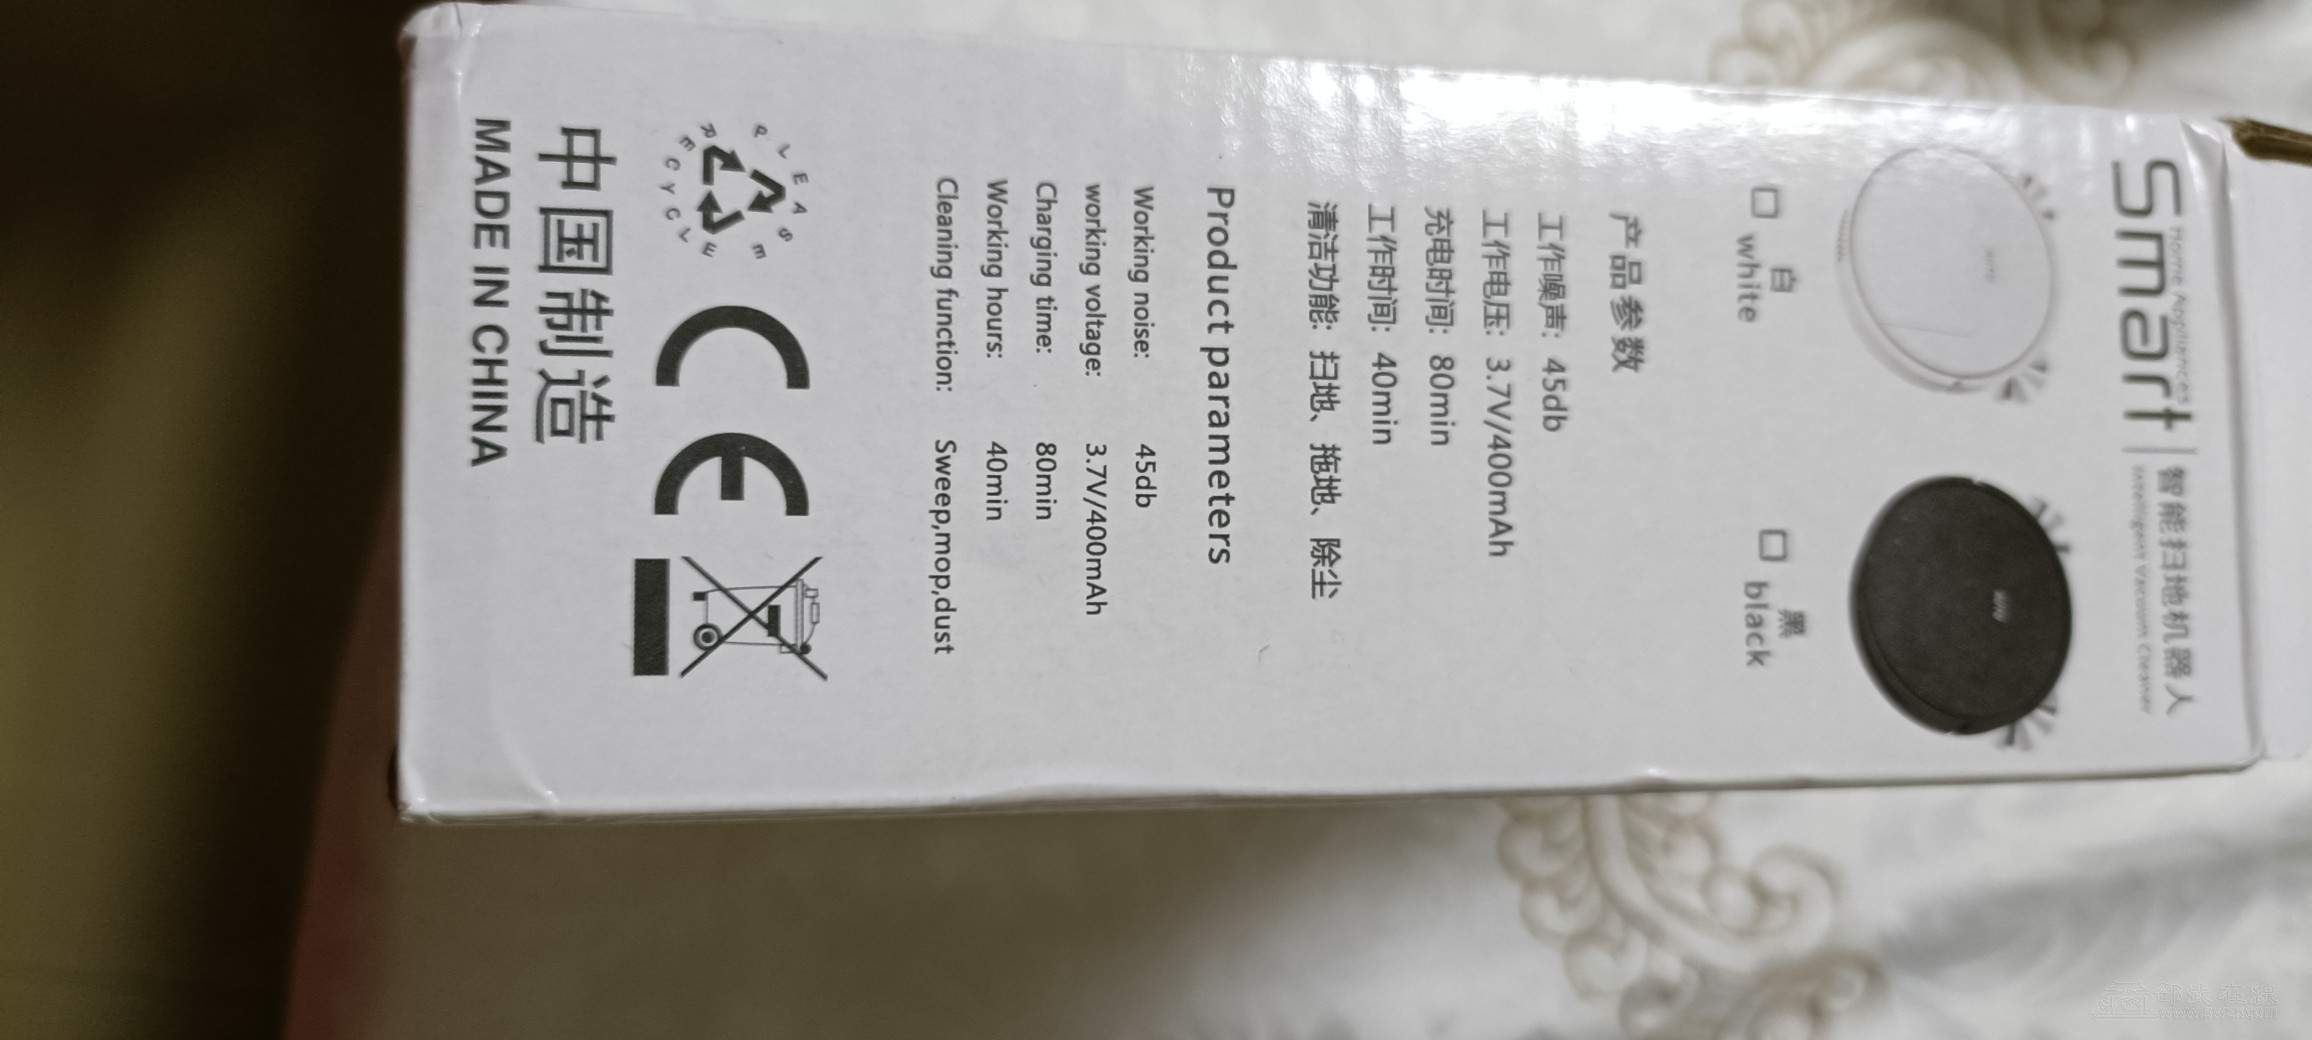 Smart
Home Appliances
智能扫地机器人
Intelligent Vacuum Cleaner
白
white
黑
black
产品参数
工作噪声: 45db
工作电压: 3.7V/400mAh
充电时间: 80min
工作时间: 40min
清洁功能: 扫地、拖地、除尘
Product parameters
Working noise: 45db
working voltage: 3.7V/400mAh
Charging time: 80min
Working hours: 40min
Cleaning function: Sweep,mop,dust
PLEASE RECYCLE
CE
中国制造
MADE IN CHINA